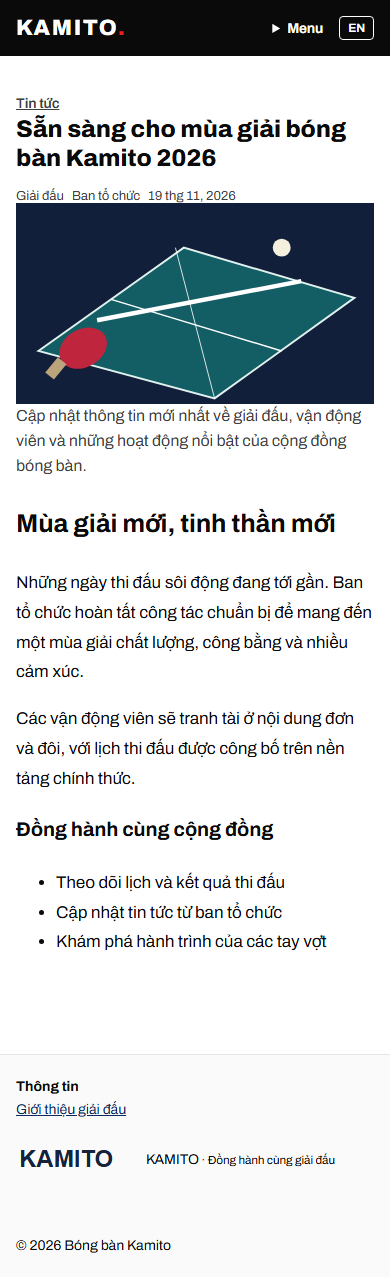 KAMITO.
Menu
EN
Tin tức
Sẵn sàng cho mùa giải bóng
bàn Kamito 2026
Giải đấu Ban tổ chức 19 thg 11, 2026
Cập nhật thông tin mới nhất về giải đấu, vận động
viên và những hoạt động nổi bật của cộng đồng
bóng bàn.
Mùa giải mới, tinh thần mới
Những ngày thi đấu sôi động đang tới gần. Ban
tổ chức hoàn tất công tác chuẩn bị để mang đến
một mùa giải chất lượng, công bằng và nhiều
cảm xúc.
Các vận động viên sẽ tranh tài ở nội dung đơn
và đôi, với lịch thi đấu được công bố trên nền
tảng chính thức.
Đồng hành cùng cộng đồng
Theo dõi lịch và kết quả thi đấu
Cập nhật tin tức từ ban tổ chức
Khám phá hành trình của các tay vợt
Thông tin
Giới thiệu giải đấu
KAMITO
KAMITO · Đồng hành cùng giải đấu
© 2026 Bóng bàn Kamito